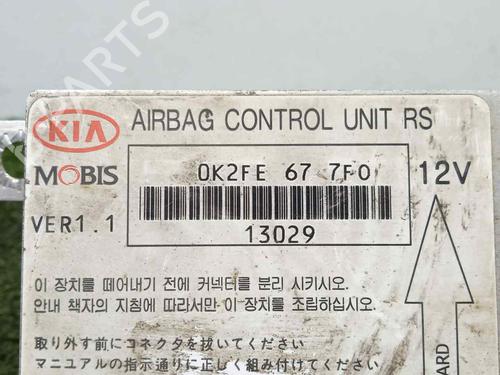 KIA
AIRBAG CONTROL UNIT RS
MOBIS
0K2FE 67 7F0
12V
VER1.1
13029
이 장치를 떼어내기 전에 커넥터를 분리 시키시오.
안내 책자의 지침에 따라서만 이 장치를 조립하십시오.
取り外す前にコネクタを抜いてください
マニュアルの指示通りに正しく組み付けてください
ARD
PARTS